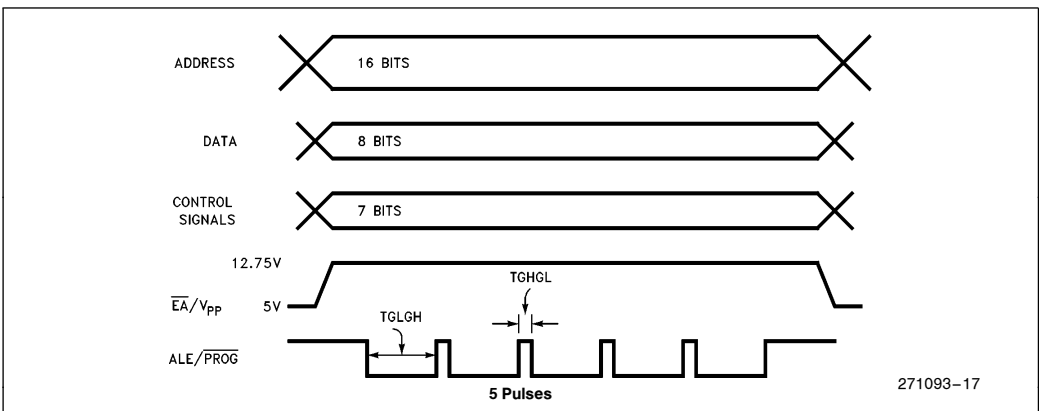 ADDRESS
16 BITS
DATA
8 BITS
CONTROL
SIGNALS
7 BITS
12.75V
TGHGL
EA/VPP
5V
TGLGH
ALE/PROG
5 Pulses
271093–17